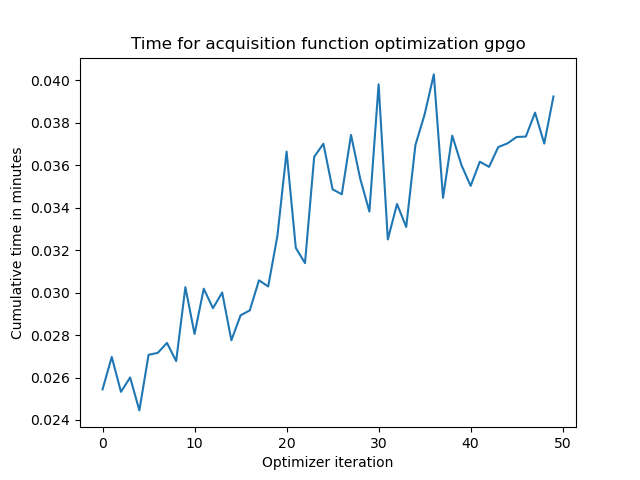 Time for acquisition function optimization gpgo
0.040
0.038
0.036
0.034
0.032
0.030
0.028
0.026
0.024
Cumulative time in minutes
0 10 20 30 40 50
Optimizer iteration